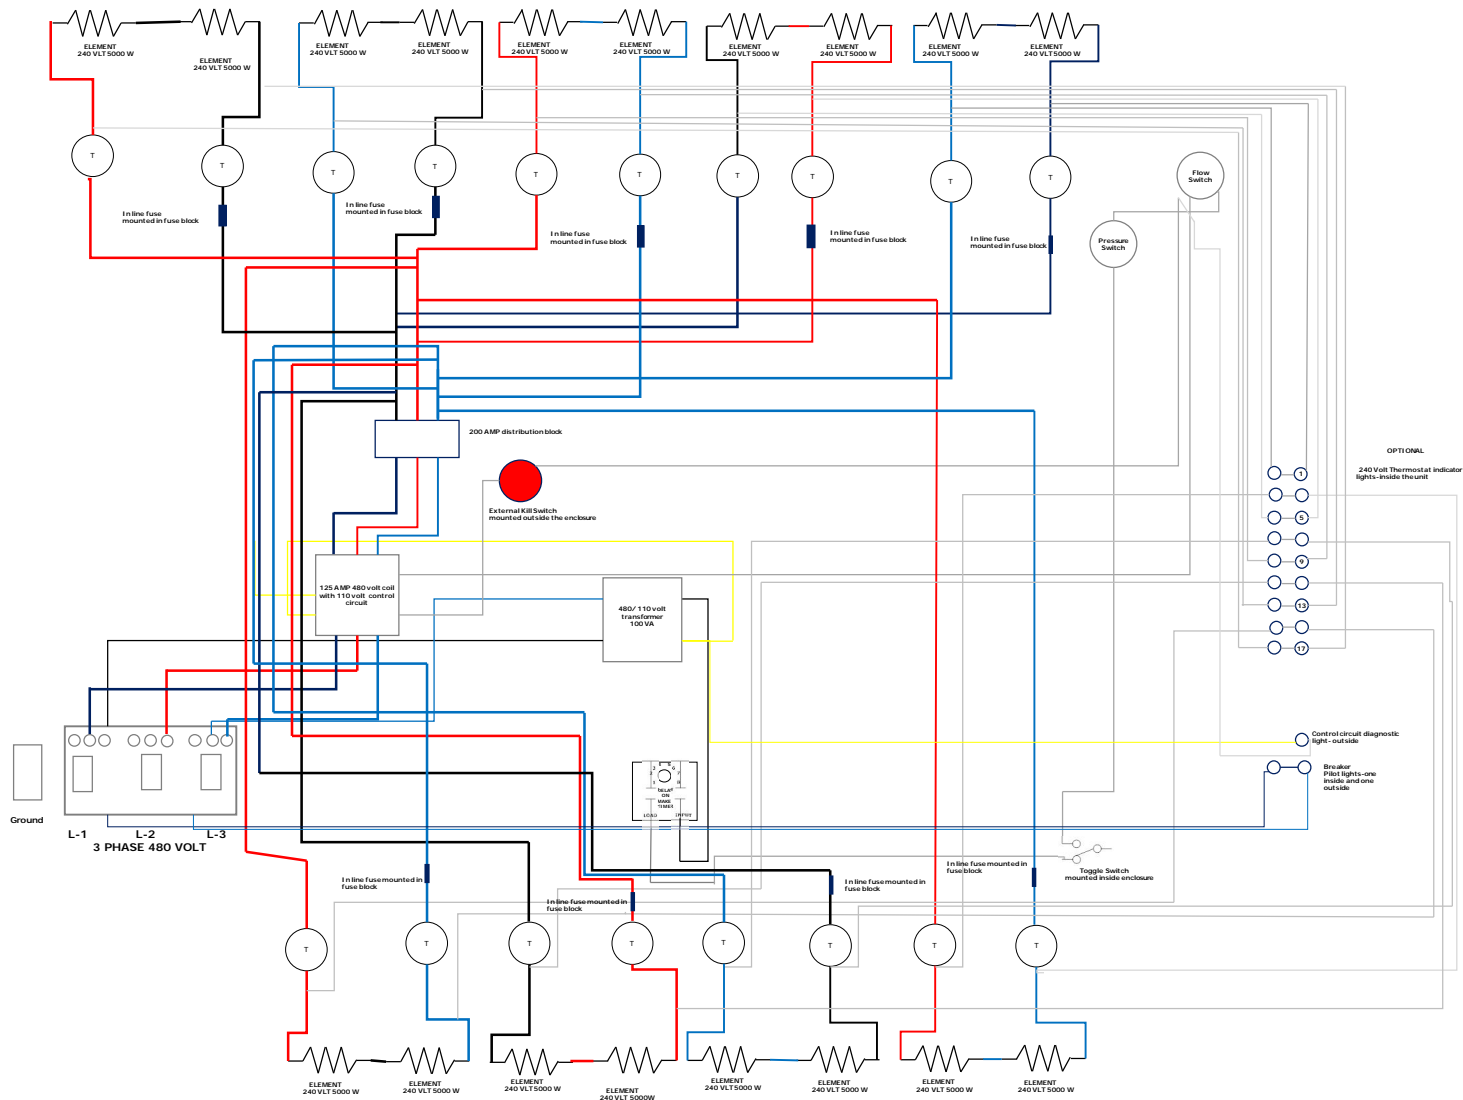 ELEMENT
240 VLT 5000 W
ELEMENT
240 VLT 5000 W
ELEMENT
240 VLT 5000 W
ELEMENT
240 VLT 5000 W
ELEMENT
240 VLT 5000 W
ELEMENT
240 VLT 5000 W
ELEMENT
240 VLT 5000 W
ELEMENT
240 VLT 5000 W
ELEMENT
240 VLT 5000 W
ELEMENT
240 VLT 5000 W
T
T
T
T
T
T
T
T
T
T
Flow
Switch
Pressure
Switch
In line fuse
mounted in fuse block
In line fuse
mounted in fuse block
In line fuse
mounted in fuse block
In line fuse
mounted in fuse block
In line fuse
mounted in fuse block
200 AMP distribution block
OPTIONAL
240 Volt Thermostat indicator
lights-inside the unit
1
5
9
13
17
External Kill Switch
mounted outside the enclosure
125 AMP 480 volt coil
with 110 volt control
circuit
480/110 volt
transformer
100 VA
Control circuit diagnostic
light- outside
Breaker
Pilot lights-one
inside and one
outside
DELAY
ON
MAKE
TIMER
LOAD
INPUT
Ground
L-1
L-2
L-3
3 PHASE 480 VOLT
Toggle Switch
mounted inside enclosure
In line fuse mounted in
fuse block
In line fuse mounted in
fuse block
In line fuse mounted in
fuse block
In line fuse mounted in
fuse block
T
T
T
T
T
T
T
T
ELEMENT
240 VLT 5000 W
ELEMENT
240 VLT 5000 W
ELEMENT
240 VLT 5000 W
ELEMENT
240 VLT 5000W
ELEMENT
240 VLT 5000 W
ELEMENT
240 VLT 5000 W
ELEMENT
240 VLT 5000 W
ELEMENT
240 VLT 5000 W